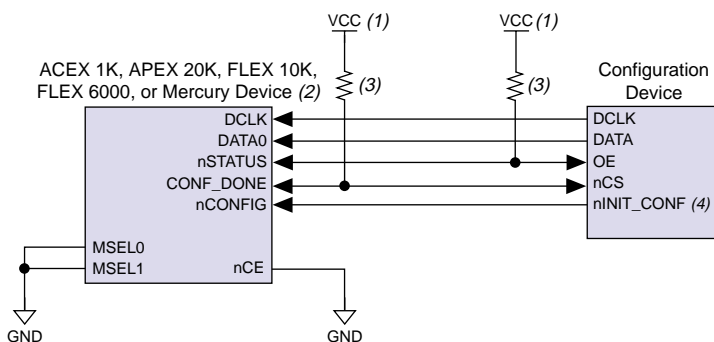 VCC (1)
VCC (1)
ACEX 1K, APEX 20K, FLEX 10K,
FLEX 6000, or Mercury Device (2)
(3)
(3)
Configuration
Device
DCLK
DATA0
nSTATUS
CONF_DONE
nCONFIG
MSEL0
MSEL1
nCE
DCLK
DATA
OE
nCS
nINIT_CONF (4)
GND
GND